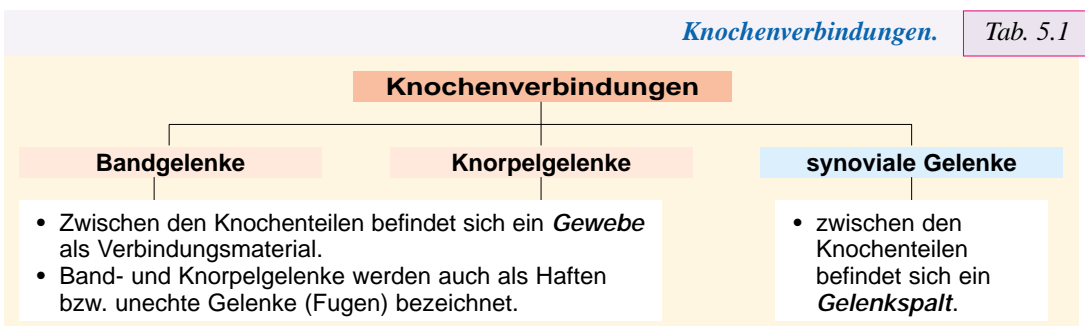 Knochenverbindungen. Tab. 5.1
Knochenverbindungen
Bandgelenke Knorpelgelenke synoviale Gelenke
• Zwischen den Knochenteilen befindet sich ein Gewebe
als Verbindungsmaterial.
• Band- und Knorpelgelenke werden auch als Haften
bzw. unechte Gelenke (Fugen) bezeichnet.
• zwischen den
Knochenteilen
befindet sich ein
Gelenkspalt.